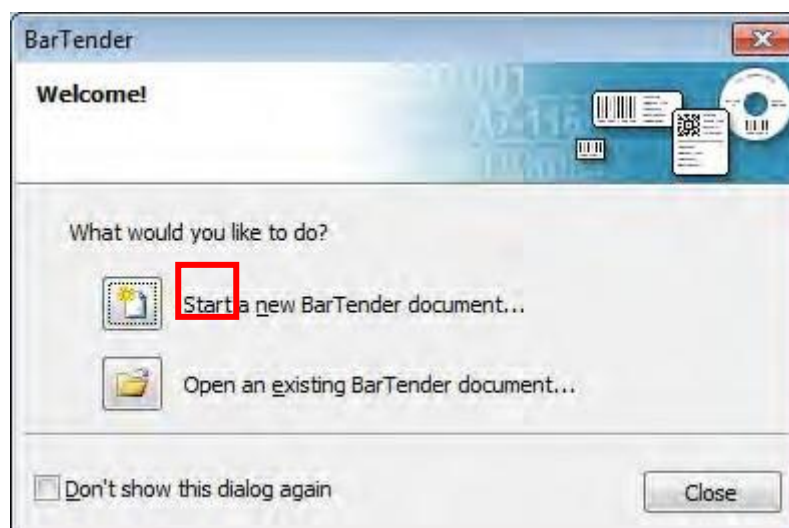 BarTender
Welcome!
What would you like to do?
Start a new BarTender document...
Open an existing BarTender document...
Don't show this dialog again
Close